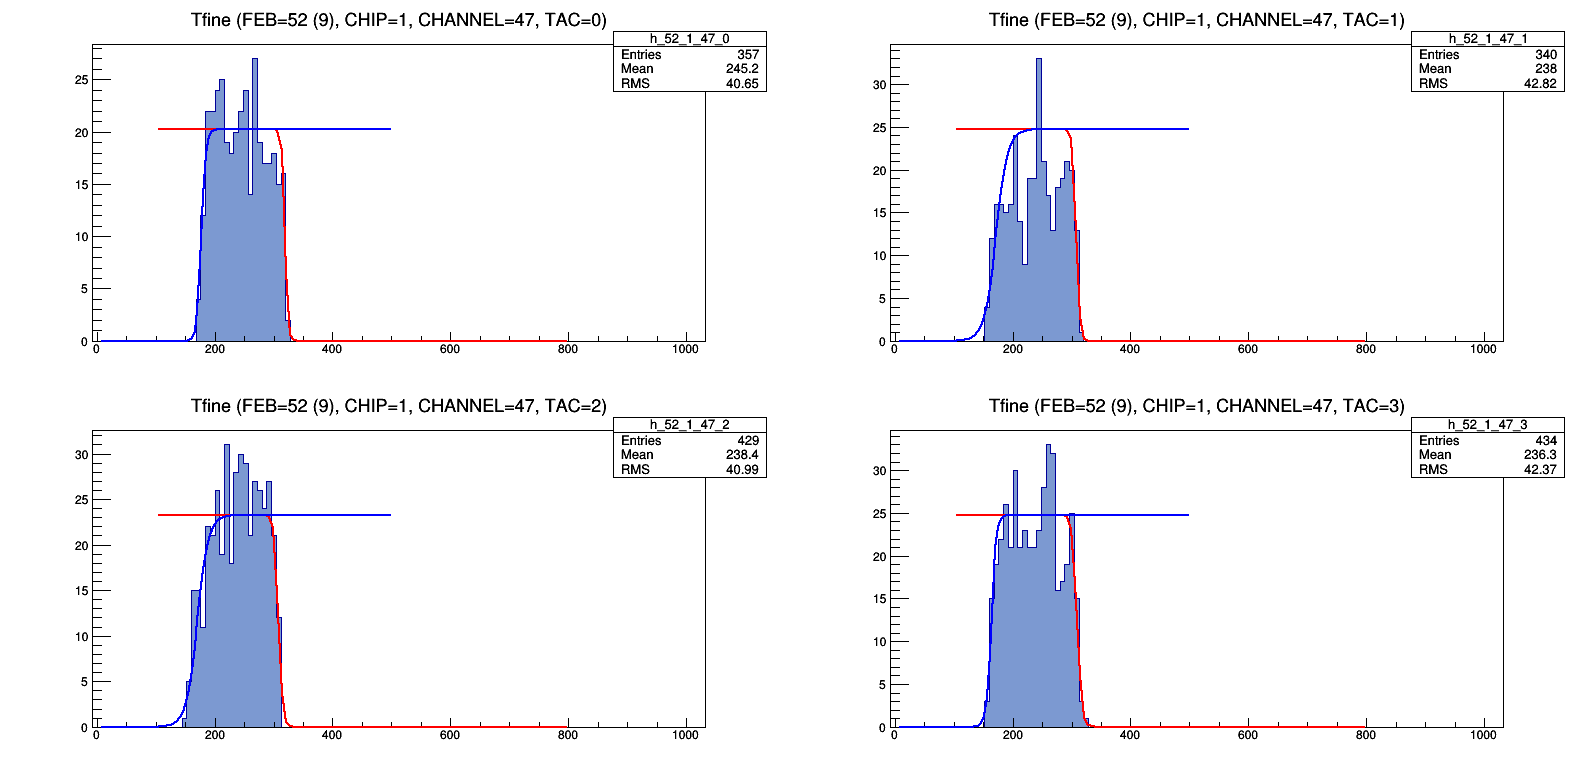 Tfine (FEB=52 (9), CHIP=1, CHANNEL=47, TAC=0)
h_52_1_47_0
Entries 357
Mean 245.2
RMS 40.65
25
20
15
10
5
0
0 200 400 600 800 1000
Tfine (FEB=52 (9), CHIP=1, CHANNEL=47, TAC=1)
h_52_1_47_1
Entries 340
Mean 238
RMS 42.82
30
25
20
15
10
5
0
0 200 400 600 800 1000
Tfine (FEB=52 (9), CHIP=1, CHANNEL=47, TAC=2)
h_52_1_47_2
Entries 429
Mean 238.4
RMS 40.99
30
25
20
15
10
5
0
0 200 400 600 800 1000
Tfine (FEB=52 (9), CHIP=1, CHANNEL=47, TAC=3)
h_52_1_47_3
Entries 434
Mean 236.3
RMS 42.37
30
25
20
15
10
5
0
0 200 400 600 800 1000